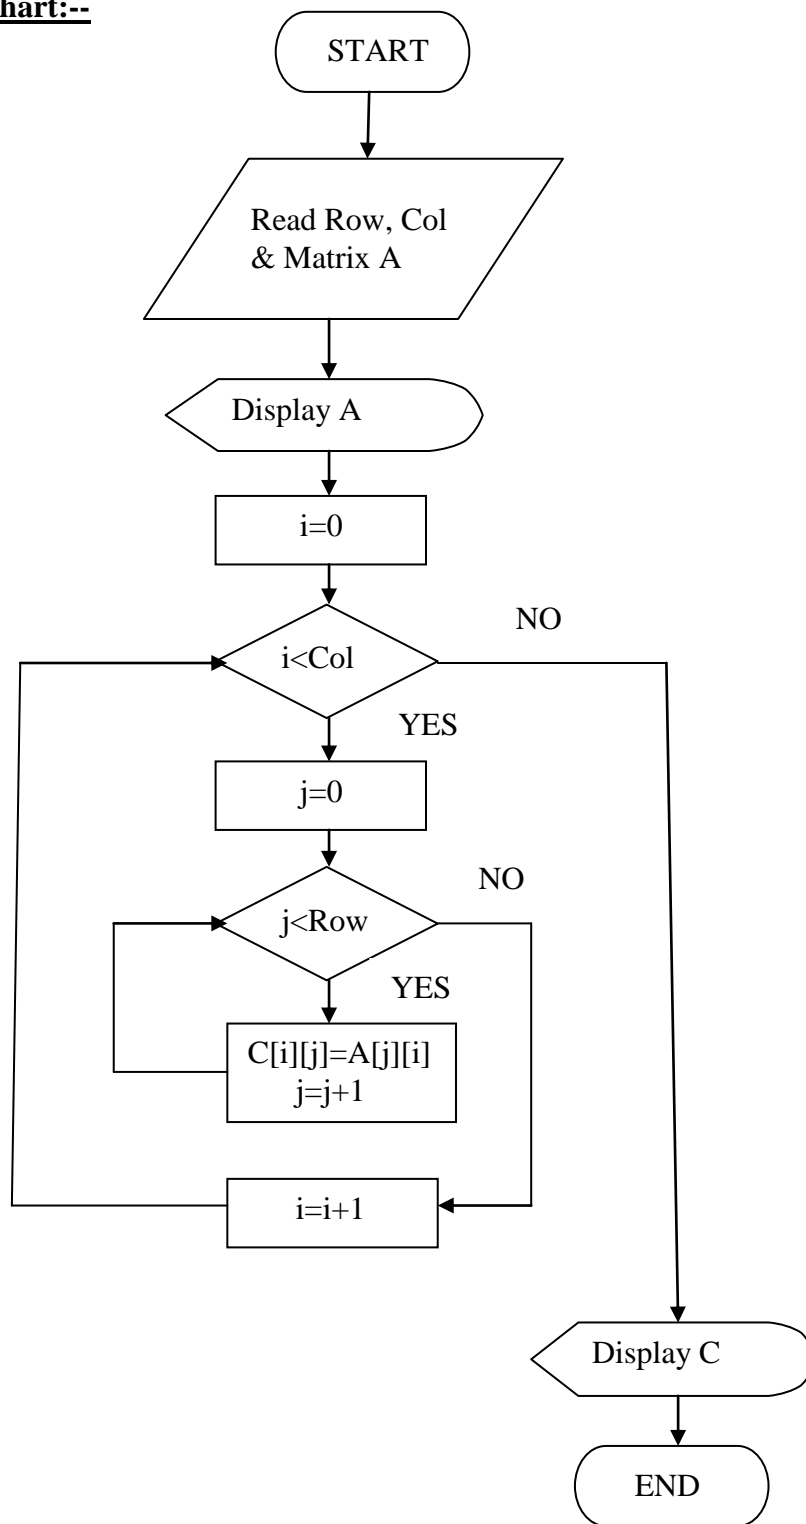 hart:--
START
Read Row, Col
& Matrix A
Display A
i=0
i<Col
NO
YES
j=0
j<Row
NO
YES
C[i][j]=A[j][i]
j=j+1
i=i+1
Display C
END